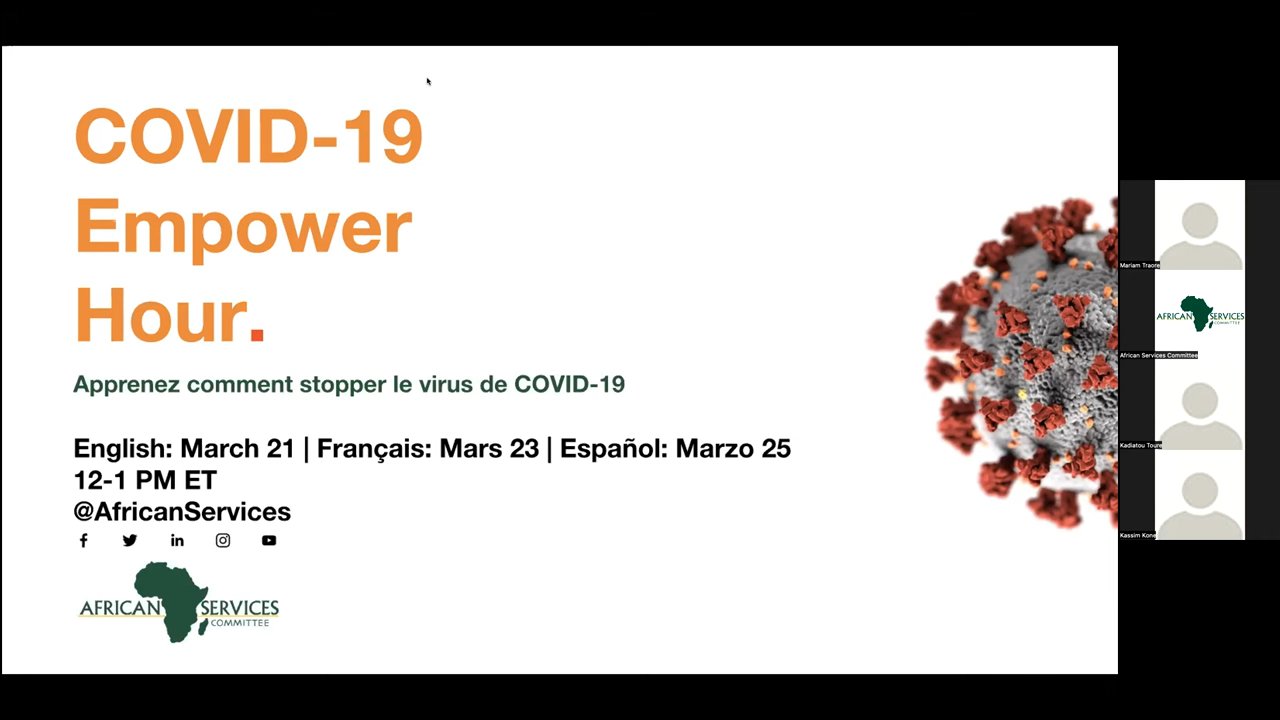 COVID-19
Empower
Hour.
Apprenez comment stopper le virus de COVID-19
English: March 21 | Français: Mars 23 | Español: Marzo 25
12-1 PM ET
@AfricanServices
AFRICAN SERVICES
COMMITTEE
Mariam Traore
AFRICAN SERVICES
COMMITTEE
African Services Committee
Kadiatou Toure
Kassim Kone